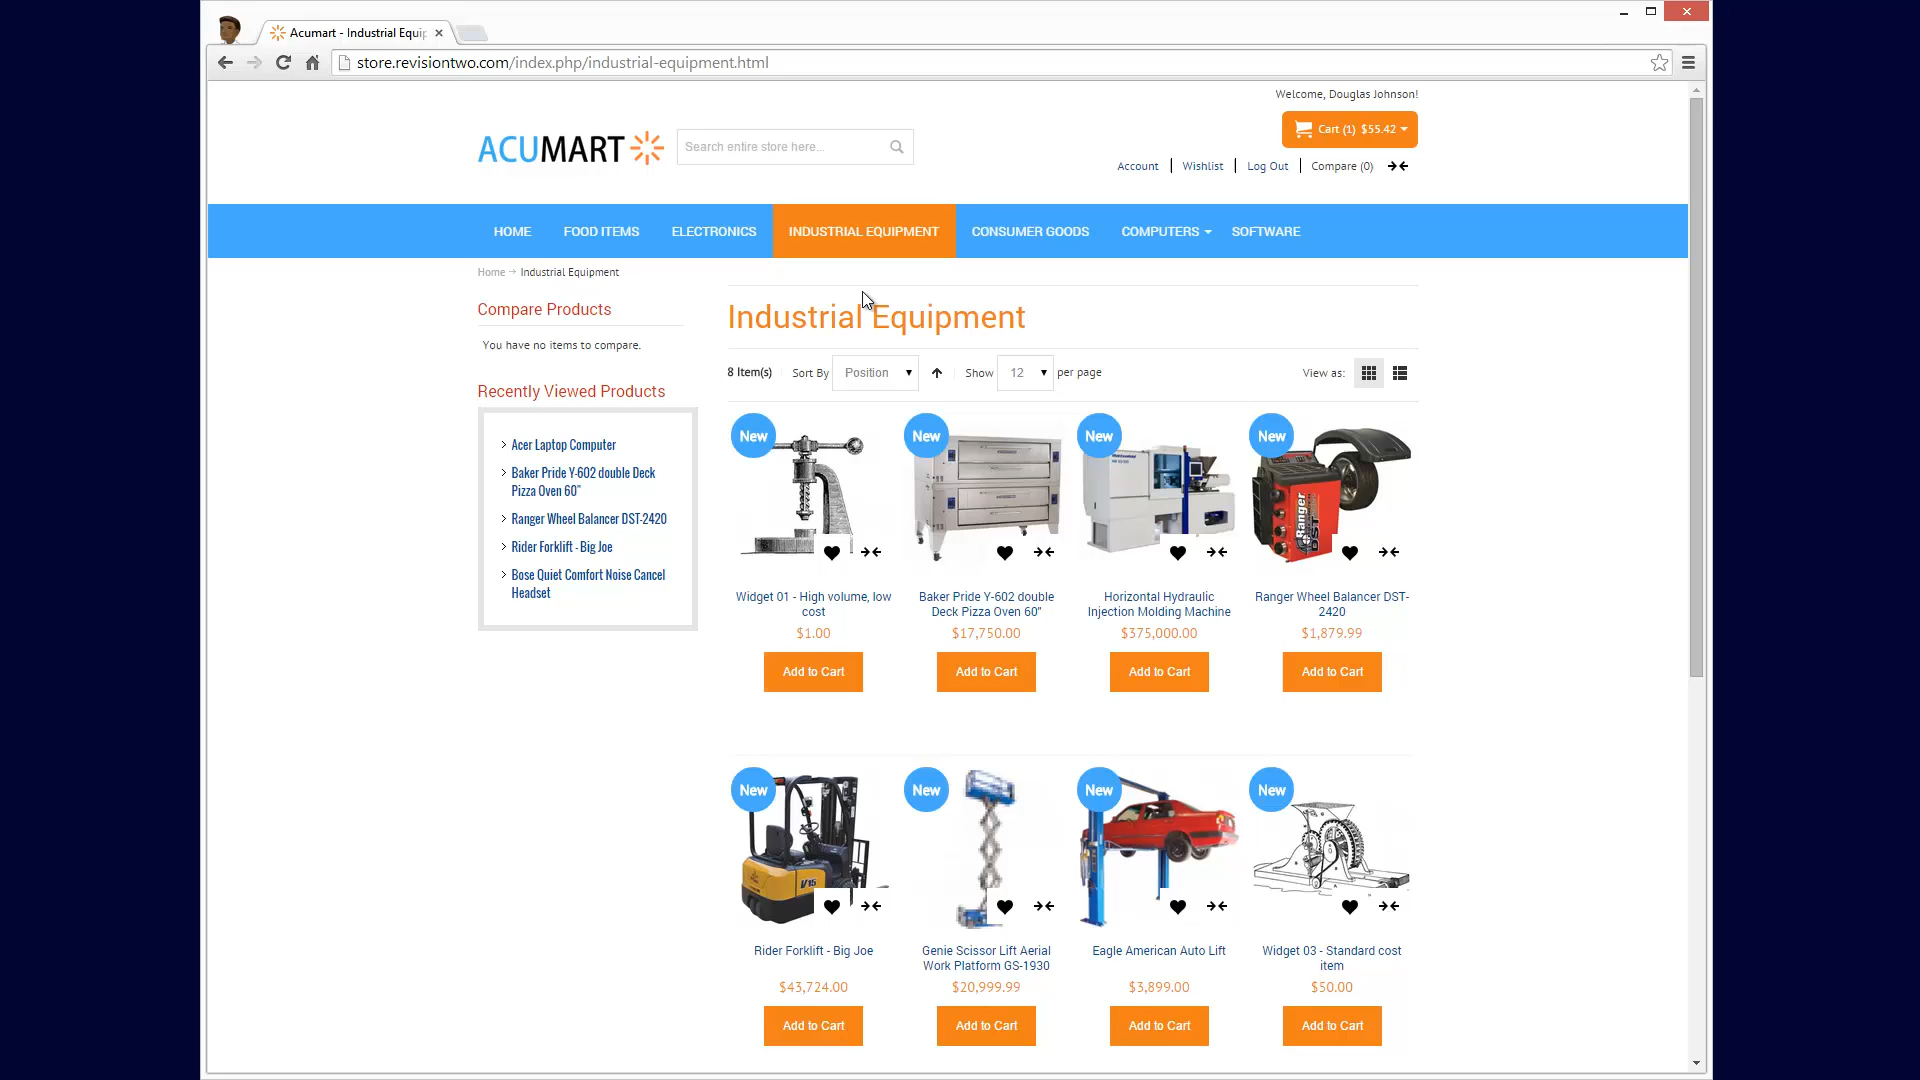 Acumart - Industrial Equip
store.revisiontwo.com/index.php/industrial-equipment.html
Welcome, Douglas Johnson!
Cart (1) $55.42
ACUMART
Search entire store here...
Account
Wishlist
Log Out
Compare (0)
HOME
FOOD ITEMS
ELECTRONICS
INDUSTRIAL EQUIPMENT
CONSUMER GOODS
COMPUTERS
SOFTWARE
Home
Industrial Equipment
Compare Products
You have no items to compare.
Recently Viewed Products
Acer Laptop Computer
Baker Pride Y-602 double Deck
Pizza Oven 60"
Ranger Wheel Balancer DST-2420
Rider Forklift - Big Joe
Bose Quiet Comfort Noise Cancel
Headset
Industrial Equipment
8 Item(s)
Sort By
Position
Show
12
per page
View as:
New
New
New
New
Ranger
DST
Widget 01 - High volume, low
cost
$1.00
Add to Cart
Baker Pride Y-602 double
Deck Pizza Oven 60"
$17,750.00
Add to Cart
Horizontal Hydraulic
Injection Molding Machine
$375,000.00
Add to Cart
Ranger Wheel Balancer DST-
2420
$1,879.99
Add to Cart
New
New
New
New
V15
Rider Forklift - Big Joe
$43,724.00
Add to Cart
Genie Scissor Lift Aerial
Work Platform GS-1930
$20,999.99
Add to Cart
Eagle American Auto Lift
$3,899.00
Add to Cart
Widget 03 - Standard cost
item
$50.00
Add to Cart